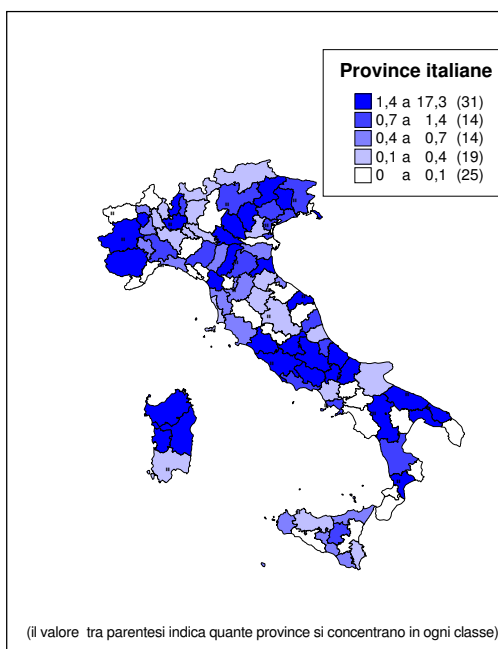 Province italiane
1,4 a 17,3 (31)
0,7 a 1,4 (14)
0,4 a 0,7 (14)
0,1 a 0,4 (19)
0 a 0,1 (25)
(il valore tra parentesi indica quante province si concentrano in ogni classe)